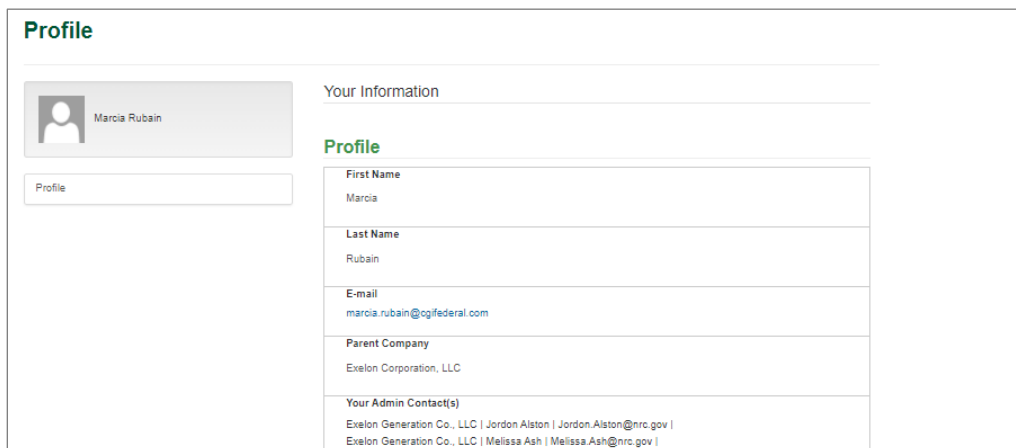 Profile
Marcia Rubain
Profile
Your Information
Profile
First Name
Marcia
Last Name
Rubain
E-mail
marcia.rubain@cgifederal.com
Parent Company
Exelon Corporation, LLC
Your Admin Contact(s)
Exelon Generation Co., LLC | Jordon Alston | Jordon.Alston@nrc.gov |
Exelon Generation Co., LLC | Melissa Ash | Melissa.Ash@nrc.gov |